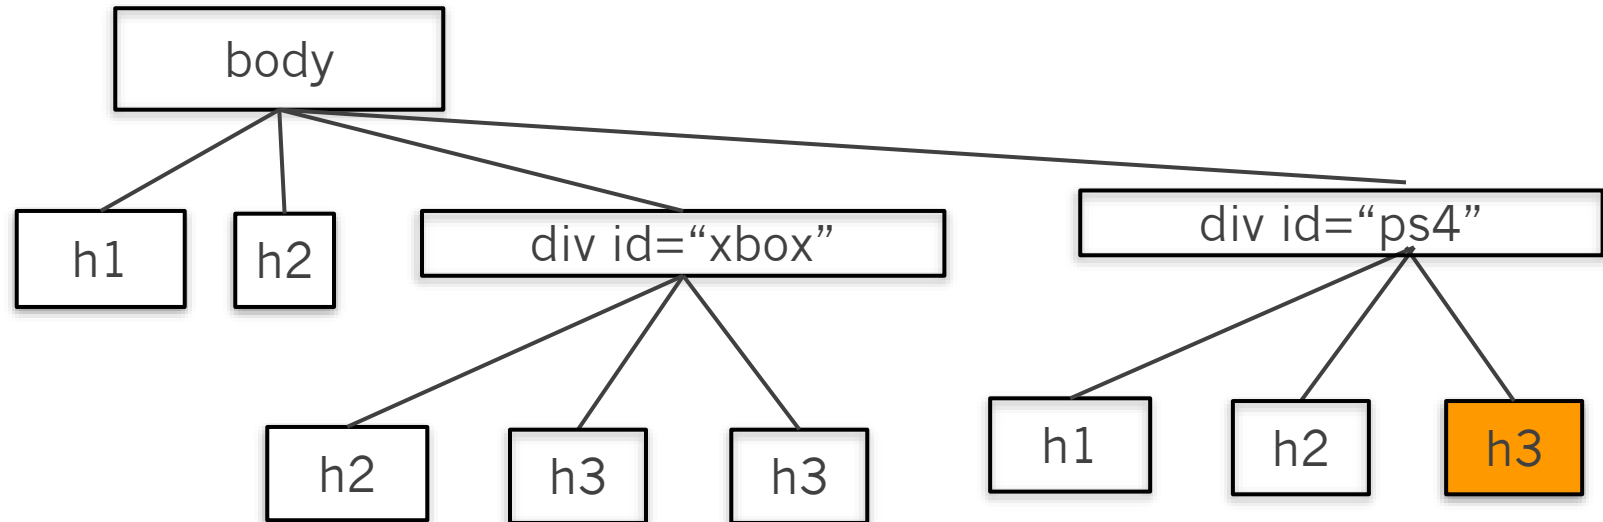 body
h1
h2
div id=“xbox”
div id=“ps4”
h2
h3
h3
h1
h2
h3